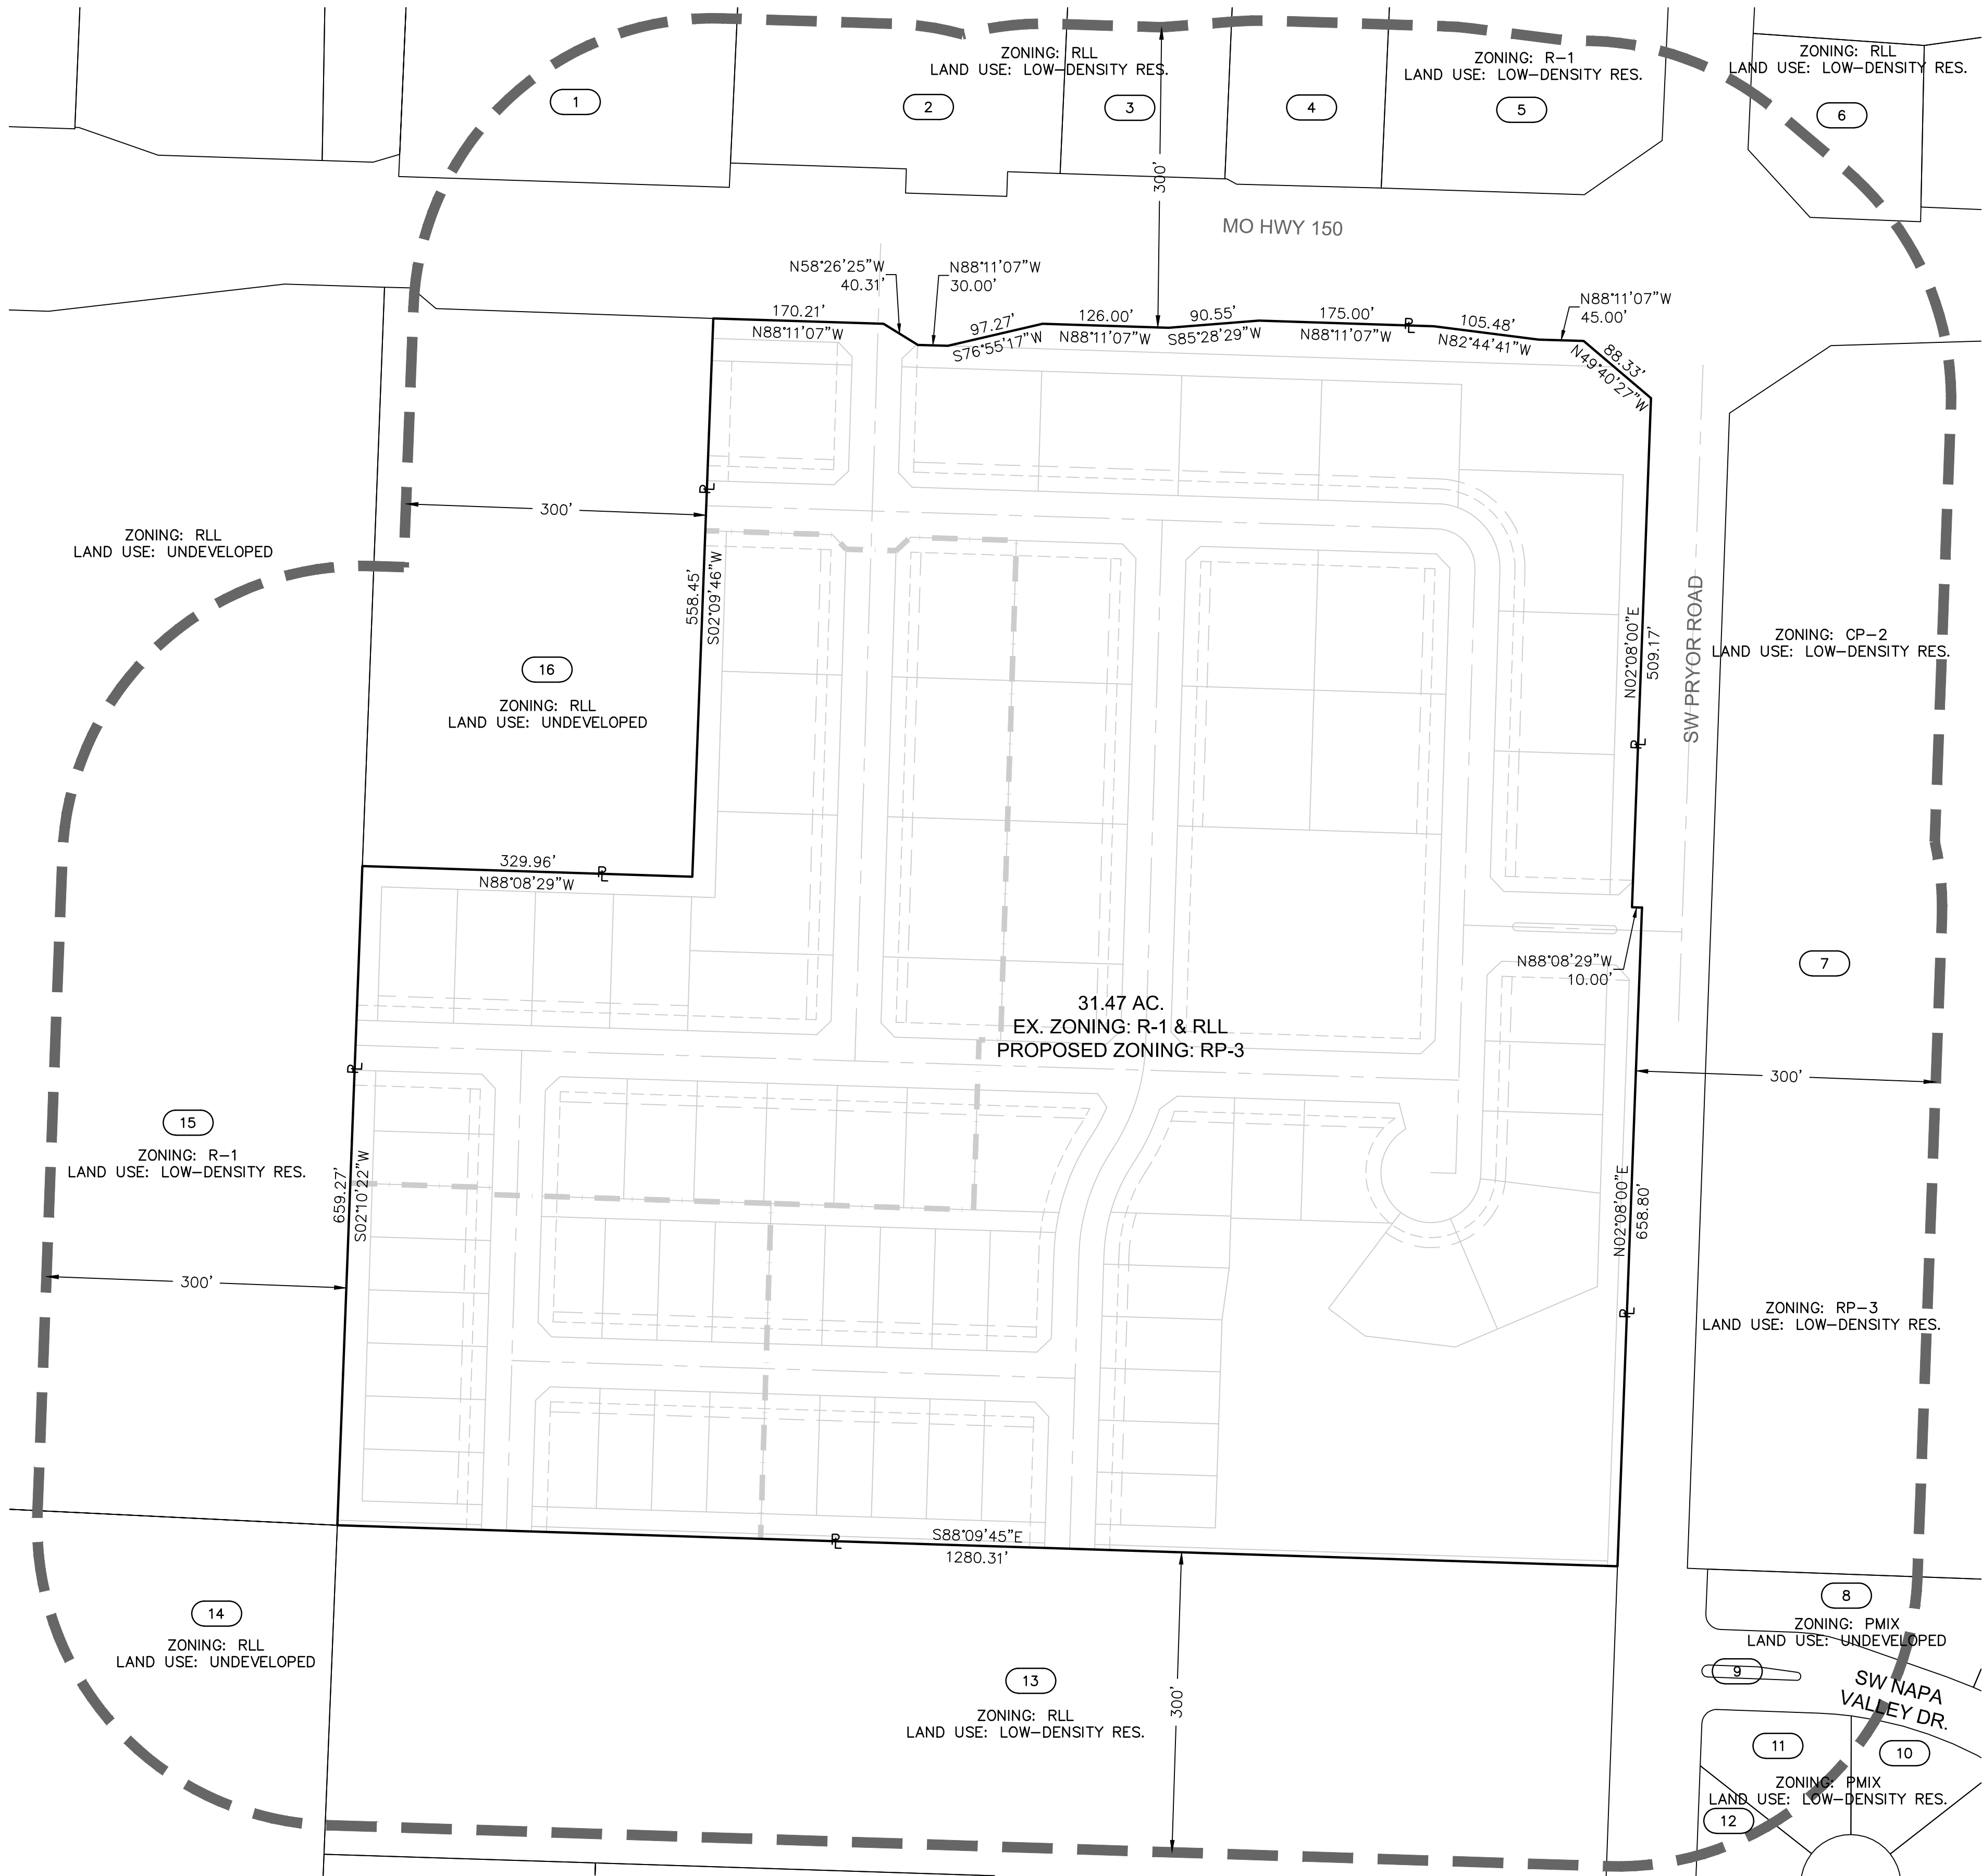 ZONING: RLL
LAND USE: LOW-DENSITY RES.
ZONING: R-1
LAND USE: LOW-DENSITY RES.
ZONING: RLL
LAND USE: LOW-DENSITY RES.
1
2
3
4
5
6
300'
MO HWY 150
N58°26'25"W
40.31'
N88°11'07"W
30.00'
N88°11'07"W
45.00'
170.21'
N88°11'07"W
97.27'
S76°55'17"W
126.00'
N88°11'07"W
90.55'
S85°28'29"W
175.00'
N88°11'07"W
PL
105.48'
N82°44'41"W
88.33'
N49°40'27"W
300'
PL
ZONING: RLL
LAND USE: UNDEVELOPED
558.45'
S02°09'46"W
16
ZONING: RLL
LAND USE: UNDEVELOPED
N02°08'00"E
509.17'
PL
SW PRYOR ROAD
ZONING: CP-2
LAND USE: LOW-DENSITY RES.
329.96'
N88°08'29"W
PL
N88°08'29"W
10.00'
7
31.47 AC.
EX. ZONING: R-1 & RLL
PROPOSED ZONING: RP-3
PL
300'
15
ZONING: R-1
LAND USE: LOW-DENSITY RES.
659.27'
S02°10'22"W
N02°08'00"E
658.80'
300'
PL
ZONING: RP-3
LAND USE: LOW-DENSITY RES.
S88°09'45"E
1280.31'
PL
14
ZONING: RLL
LAND USE: UNDEVELOPED
8
ZONING: PMIX
LAND USE: UNDEVELOPED
13
ZONING: RLL
LAND USE: LOW-DENSITY RES.
300'
9
SW NAPA
VALLEY DR.
11
10
ZONING: PMIX
LAND USE: LOW-DENSITY RES.
12